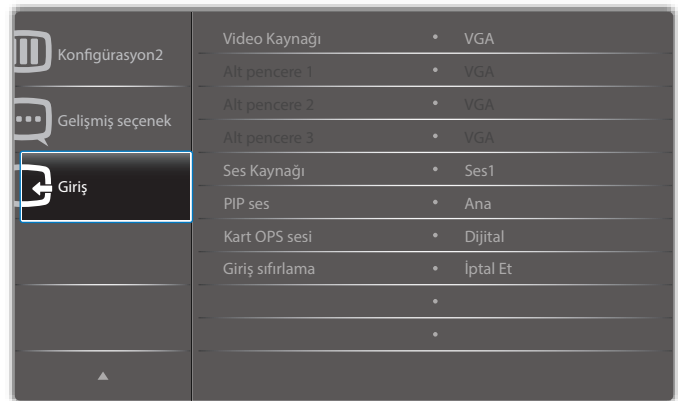 Konfigürasyon2
Gelişmiş seçenek
Giriş
Video Kaynağı • VGA
Alt pencere 1 • VGA
Alt pencere 2 • VGA
Alt pencere 3 • VGA
Ses Kaynağı • Ses1
PIP ses • Ana
Kart OPS sesi • Dijital
Giriş sıfırlama • İptal Et
•
•